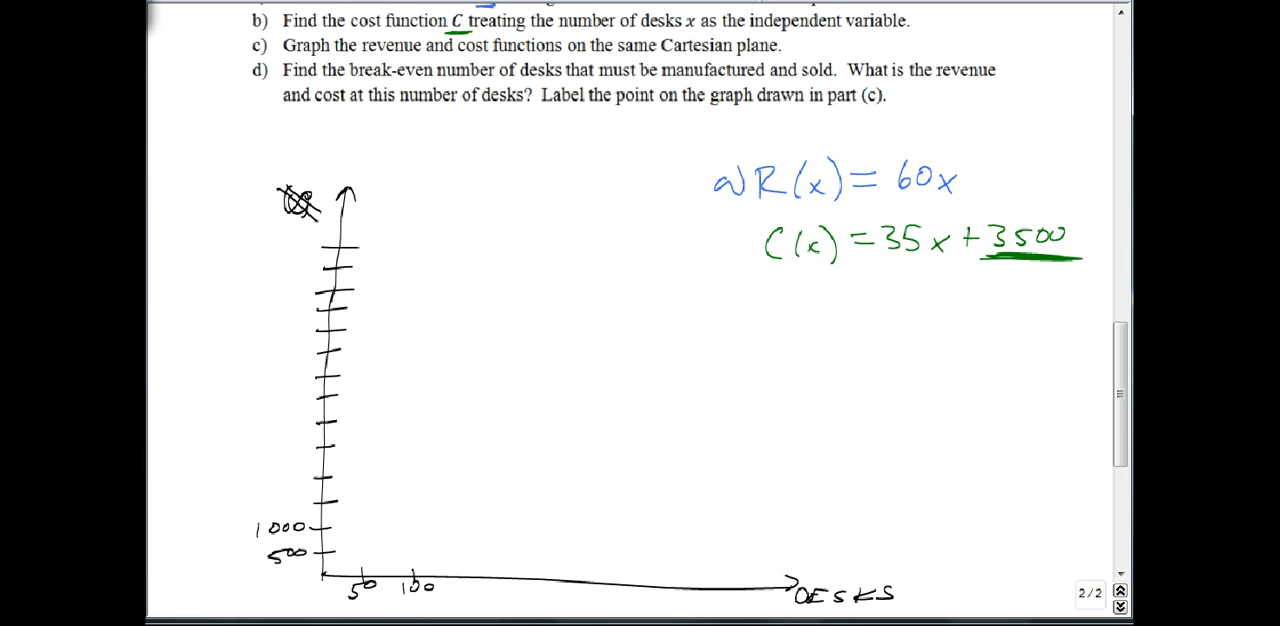 b) Find the cost function C treating the number of desks x as the independent variable.
c) Graph the revenue and cost functions on the same Cartesian plane.
d) Find the break-even number of desks that must be manufactured and sold. What is the revenue
and cost at this number of desks? Label the point on the graph drawn in part (c).
a) R(x) = 60x
C(x) = 35x + 3500
1000
500
50 100
DESKS
2/2